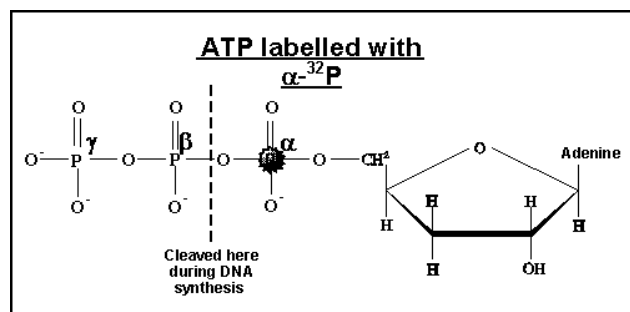 ATP labelled with
α-³²P
O O O
γ β α
O⁻ P O P O O CH² O Adenine
O⁻ O⁻ O⁻ H H H H
H OH
Cleaved here
during DNA
synthesis